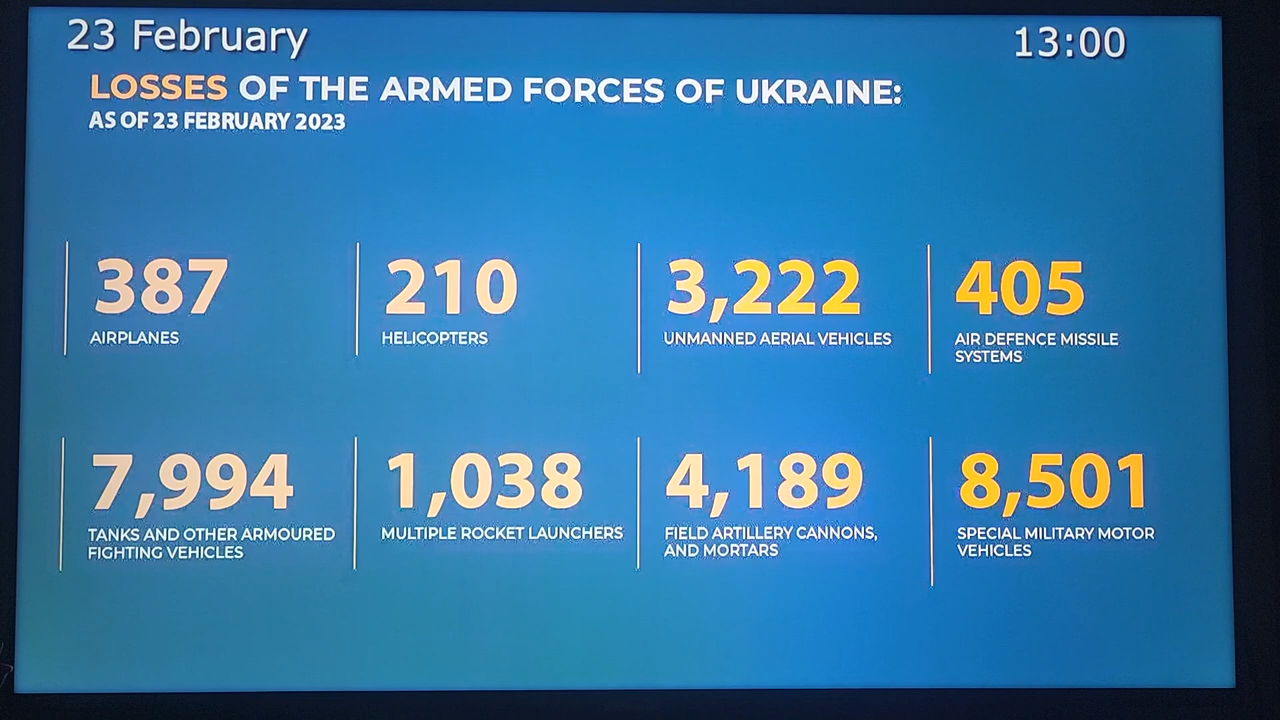 23 February
13:00
LOSSES OF THE ARMED FORCES OF UKRAINE:
AS OF 23 FEBRUARY 2023
387
AIRPLANES
210
HELICOPTERS
3,222
UNMANNED AERIAL VEHICLES
405
AIR DEFENCE MISSILE
SYSTEMS
7,994
TANKS AND OTHER ARMOURED
FIGHTING VEHICLES
1,038
MULTIPLE ROCKET LAUNCHERS
4,189
FIELD ARTILLERY CANNONS,
AND MORTARS
8,501
SPECIAL MILITARY MOTOR
VEHICLES